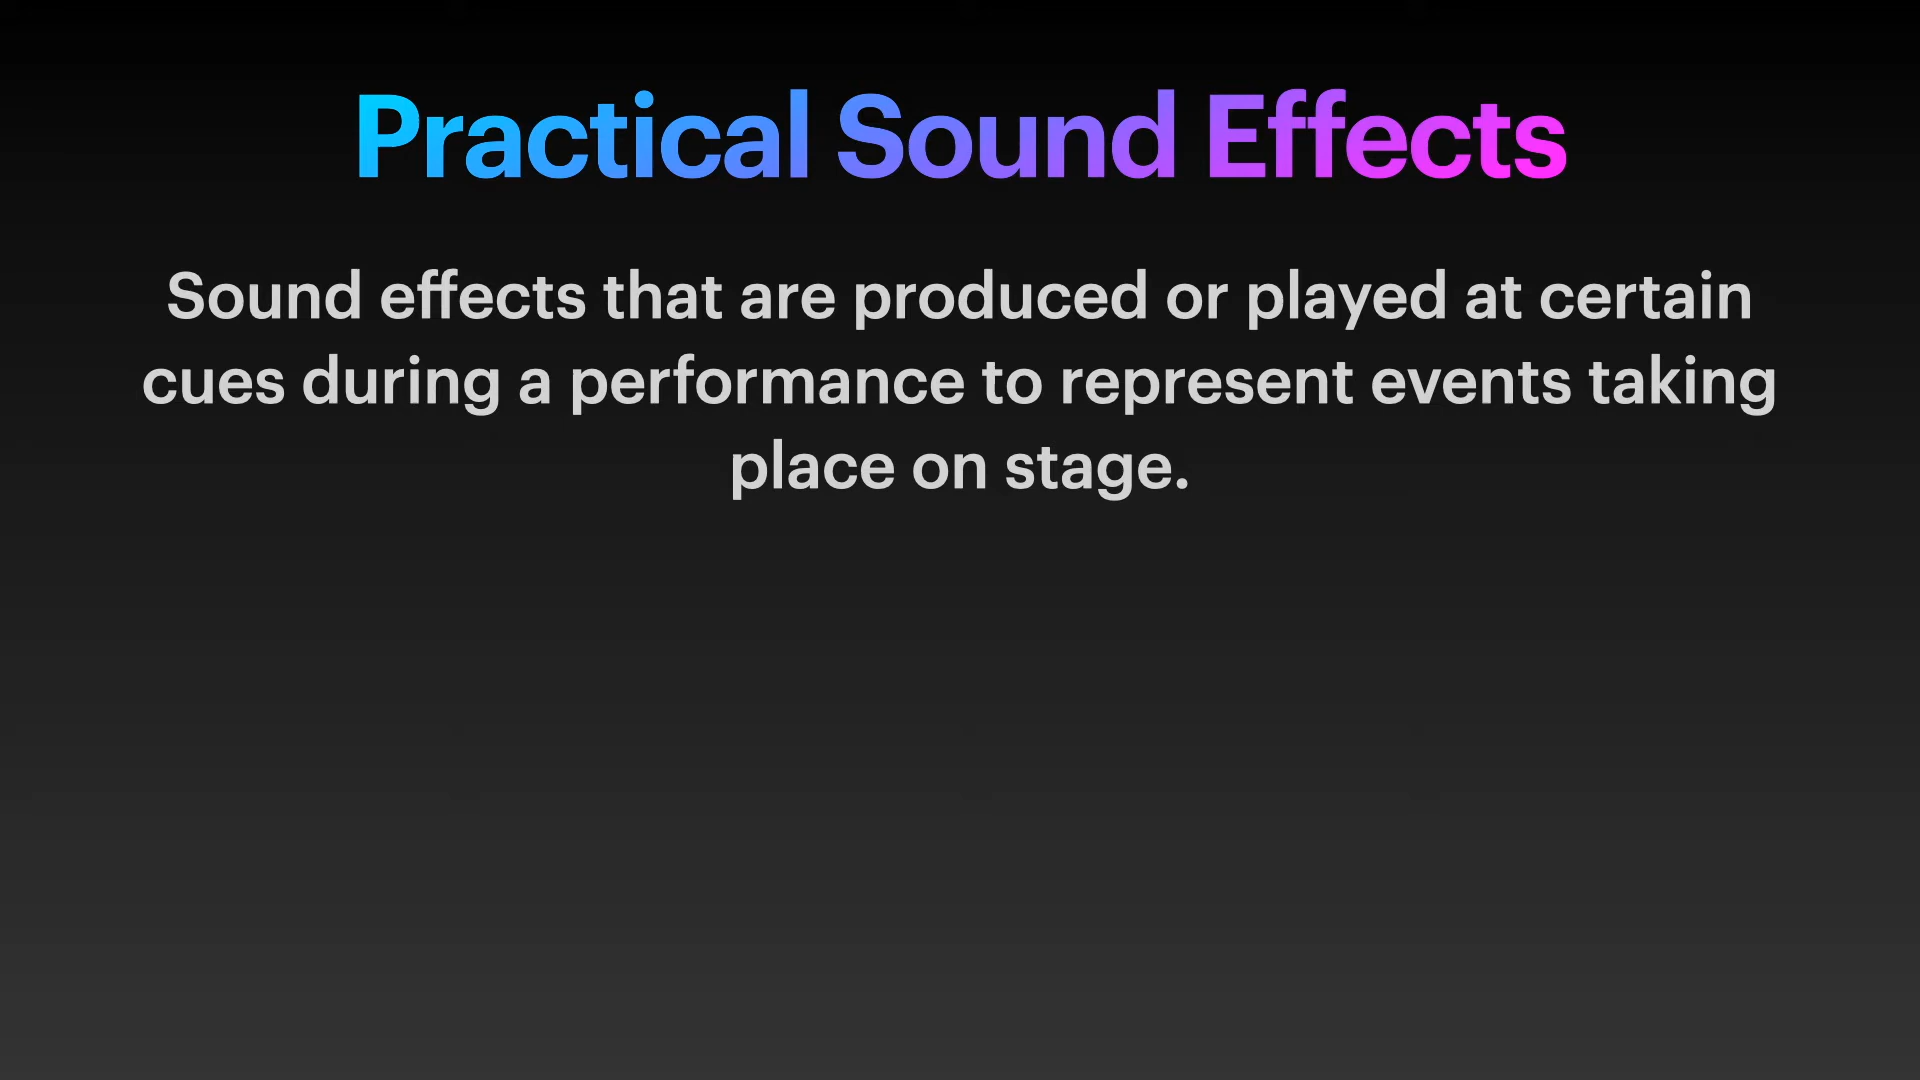 Practical Sound Effects
Sound effects that are produced or played at certain
cues during a performance to represent events taking
place on stage.